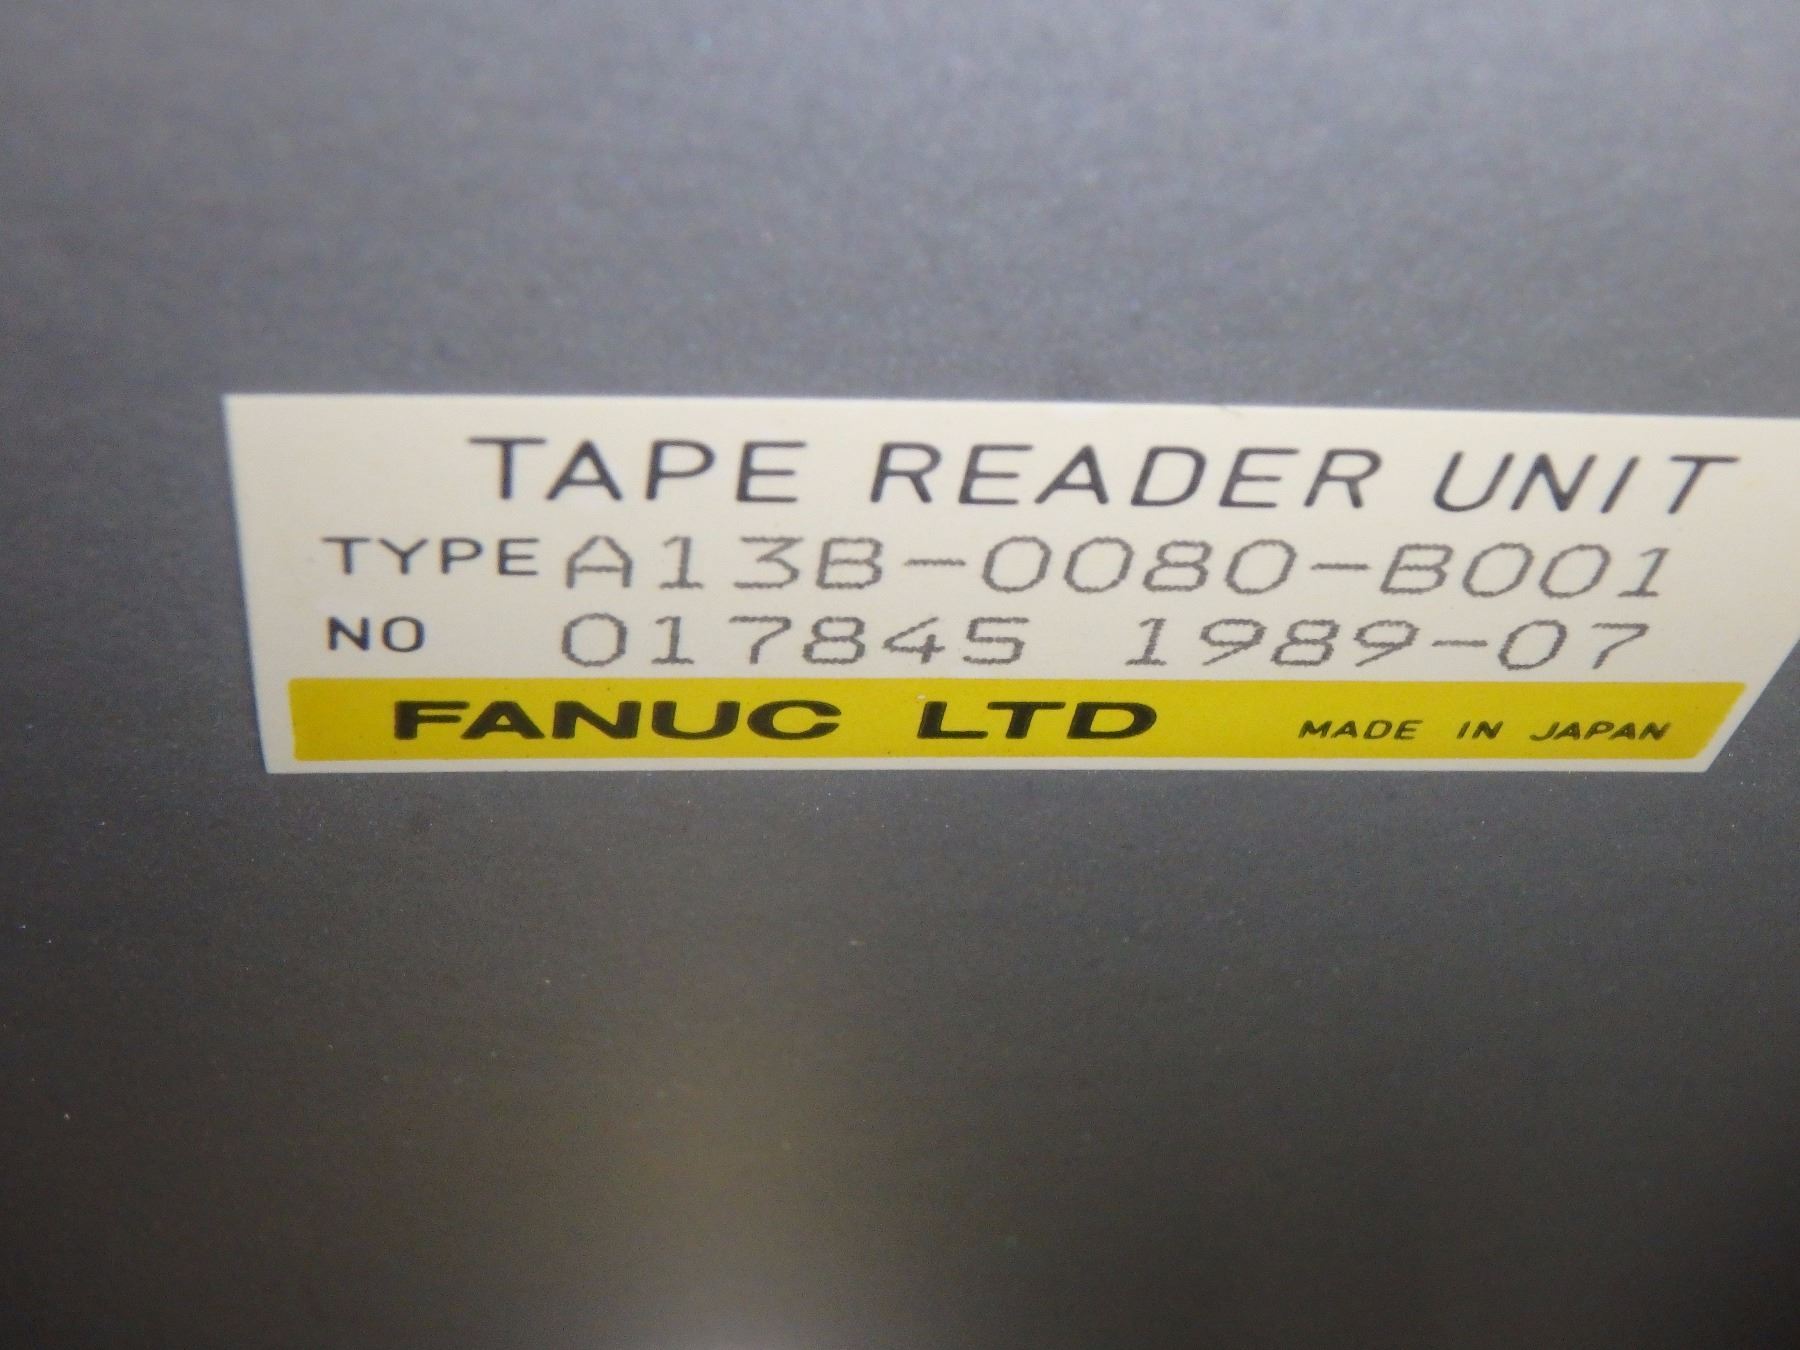 TAPE READER UNIT
TYPE A13B-0080-B001
NO 017845 1989-07
FANUC LTD MADE IN JAPAN